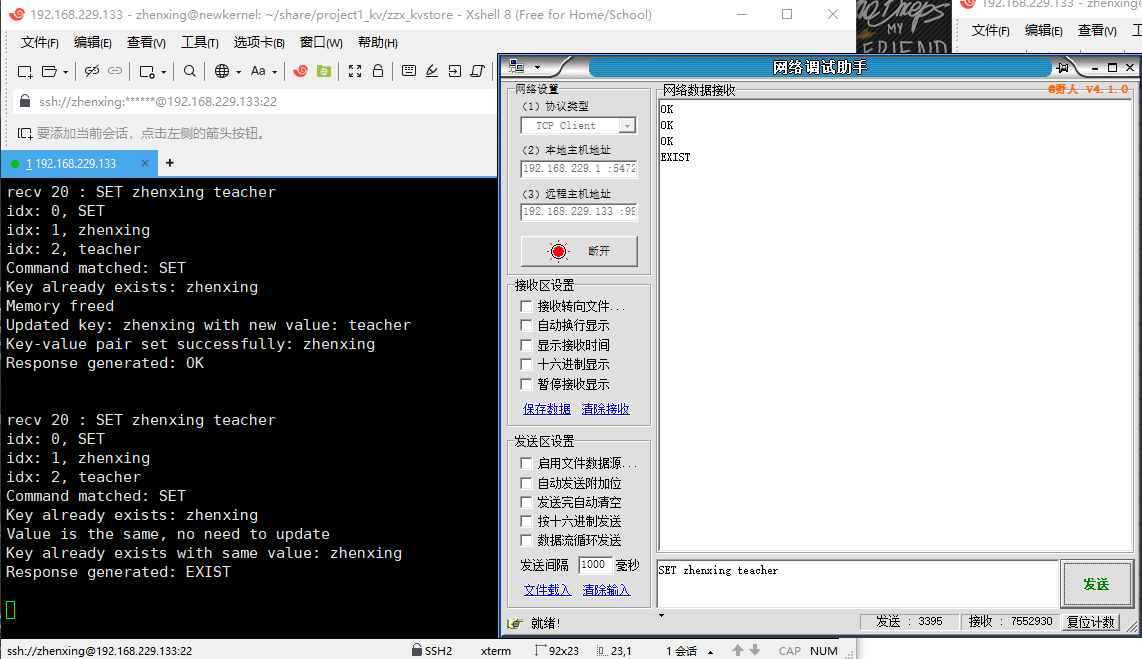 192.168.229.133 - zhenxing@newkernel: ~/share/project1_kv/zzx_kvstore - Xshell 8 (Free for Home/School)
文件(F) 编辑(E) 查看(V) 工具(T) 选项卡(B) 窗口(W) 帮助(H)
Aa
ssh://zhenxing:******@192.168.229.133:22
要添加当前会话，点击左侧的箭头按钮。
1 192.168.229.133 × +
recv 20 : SET zhenxing teacher
idx: 0, SET
idx: 1, zhenxing
idx: 2, teacher
Command matched: SET
Key already exists: zhenxing
Memory freed
Updated key: zhenxing with new value: teacher
Key-value pair set successfully: zhenxing
Response generated: OK
recv 20 : SET zhenxing teacher
idx: 0, SET
idx: 1, zhenxing
idx: 2, teacher
Command matched: SET
Key already exists: zhenxing
Value is the same, no need to update
Key already exists with same value: zhenxing
Response generated: EXIST
ssh://zhenxing@192.168.229.133:22 SSH2 xterm 92x23 23,1 1 会话 CAP NUM
MY
FRIEND
192.168.229.133 - zhenxing@
文件(F) 编辑(E) 查看(V)
网络调试助手
网络设置
(1) 协议类型
TCP Client
(2) 本地主机地址
192.168.229.1 :5472
(3) 远程主机地址
192.168.229.133 :99
断开
接收区设置
接收转向文件...
自动换行显示
显示接收时间
十六进制显示
暂停接收显示
保存数据 清除接收
发送区设置
启用文件数据源...
自动发送附加位
发送完自动清空
按十六进制发送
数据流循环发送
发送间隔 1000 毫秒
文件载入 清除输入
网络数据接收
@野人 V4.1.0
OK
OK
OK
EXIST
SET zhenxing teacher
发送
就绪!
发送 : 3395 接收 : 7552930 复位计数